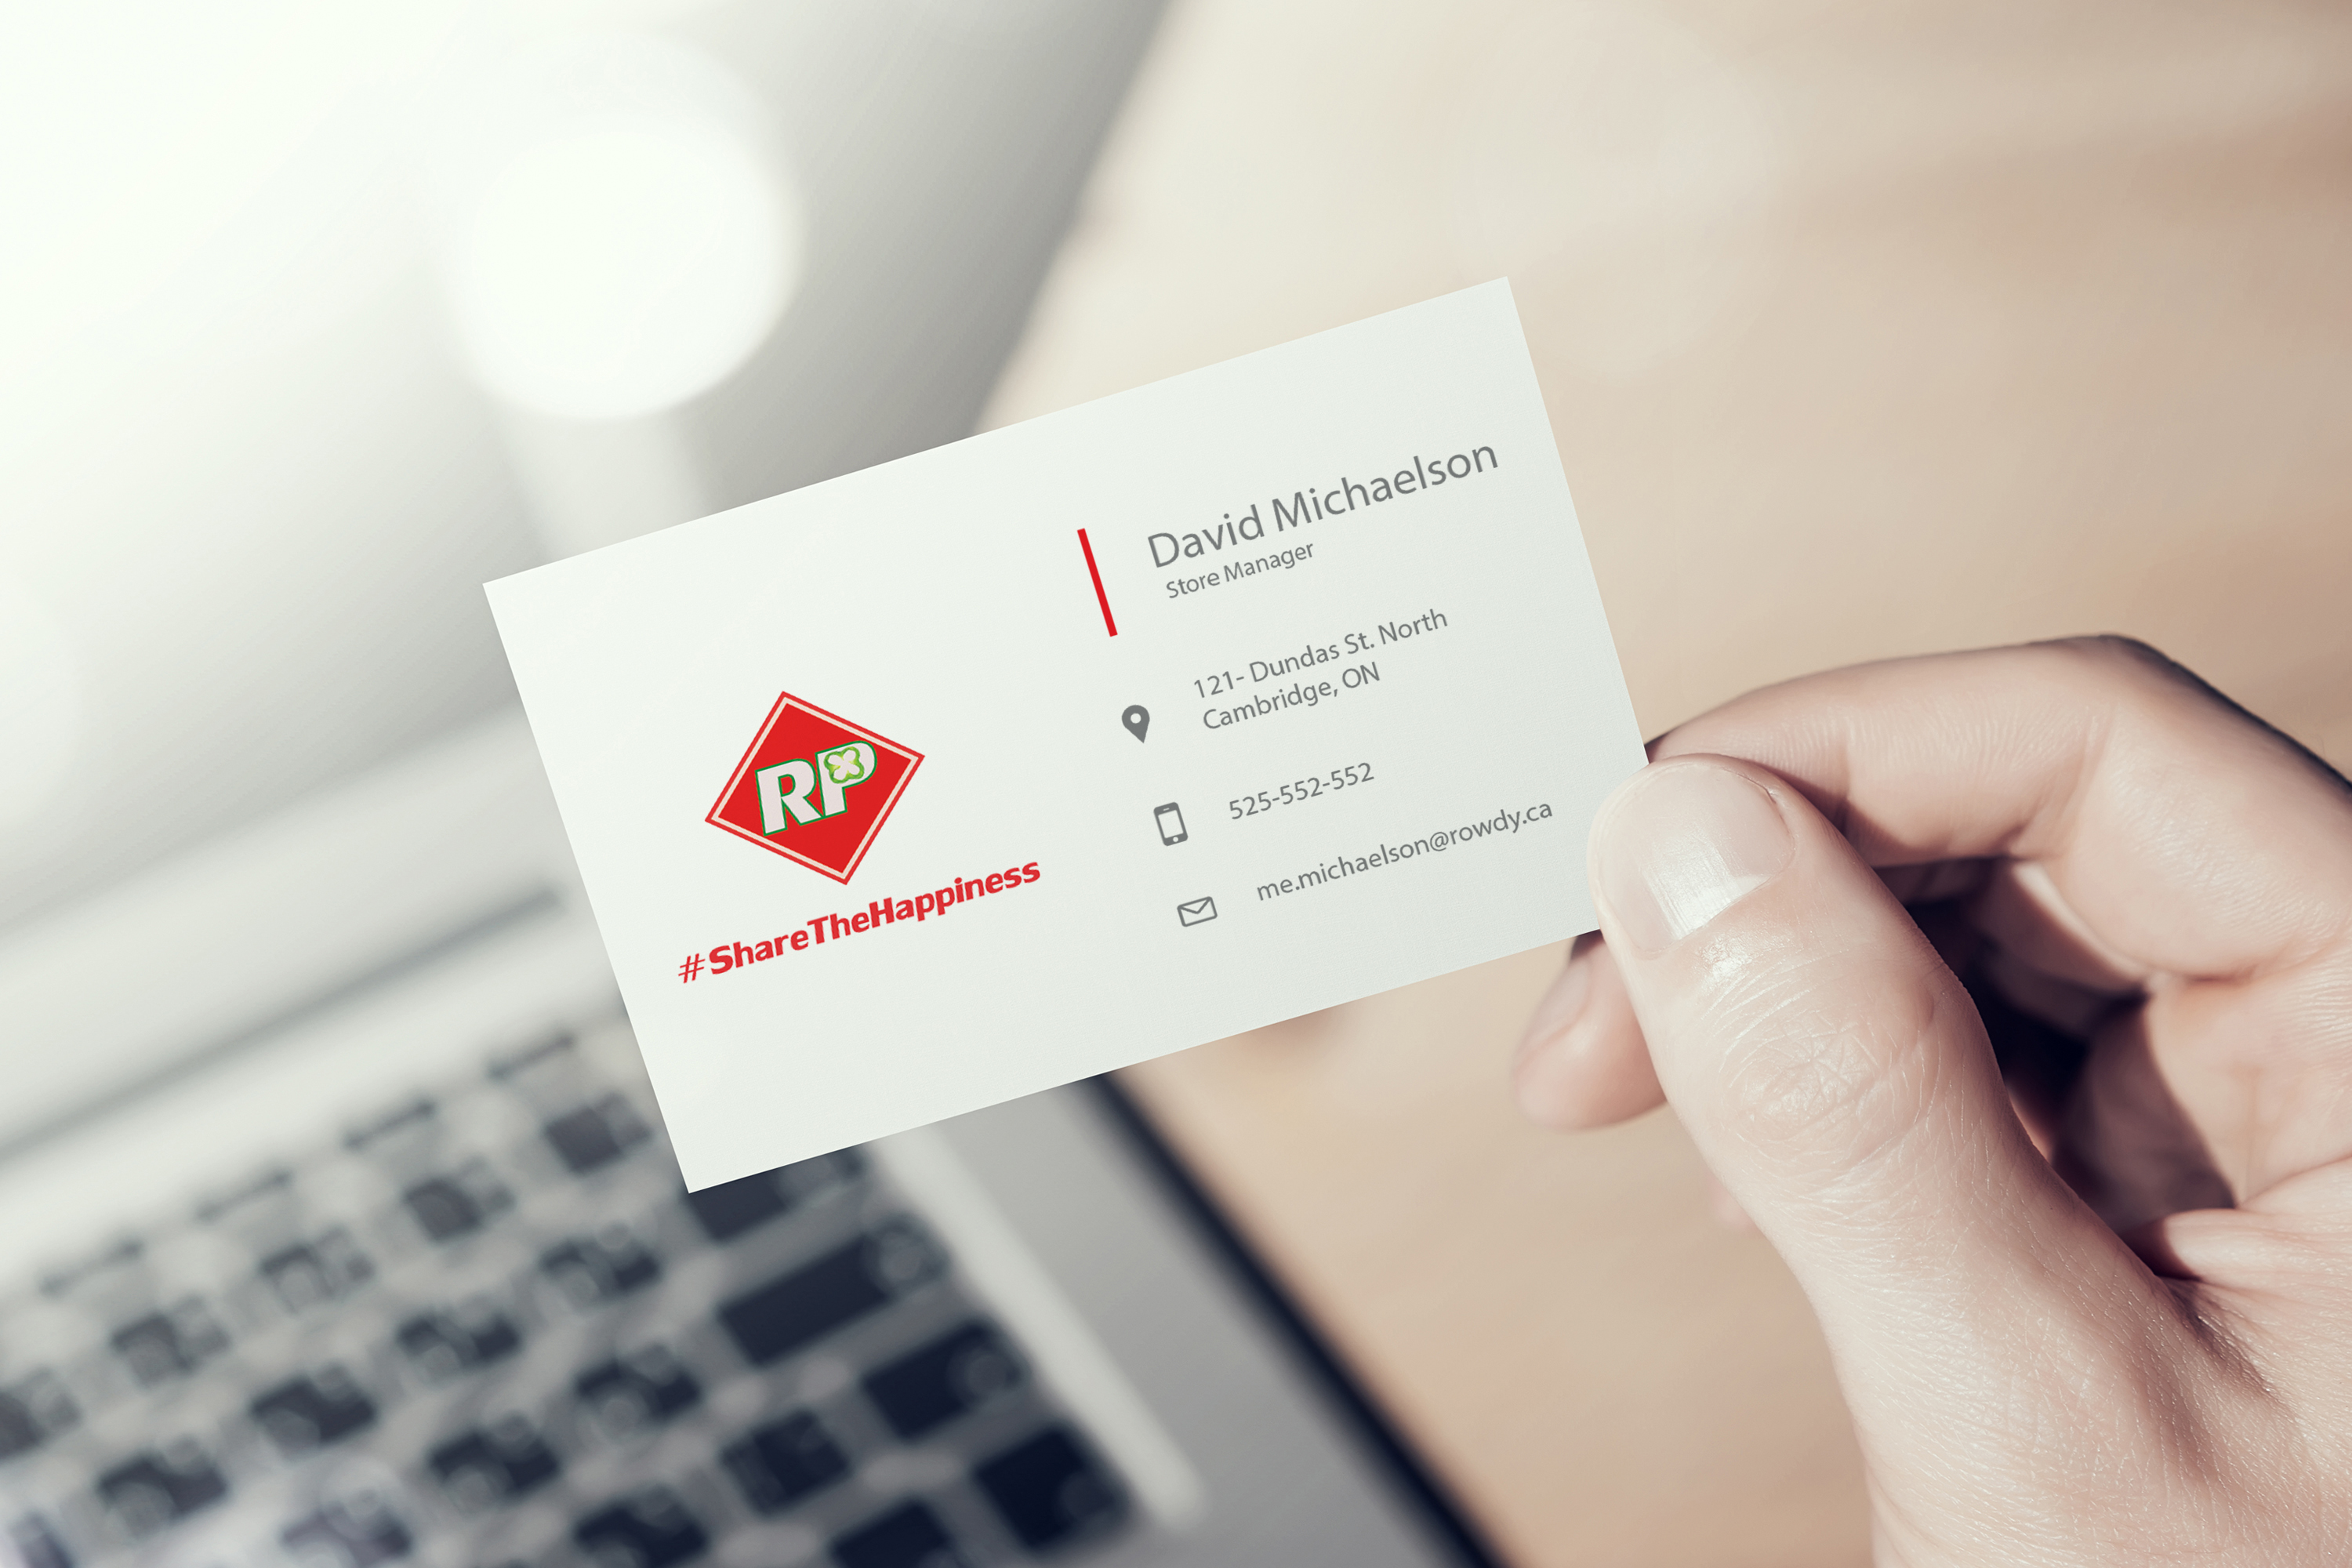 RP
#ShareTheHappiness
David Michaelson
Store Manager
121- Dundas St. North
Cambridge, ON
525-552-552
me.michaelson@rowdy.ca